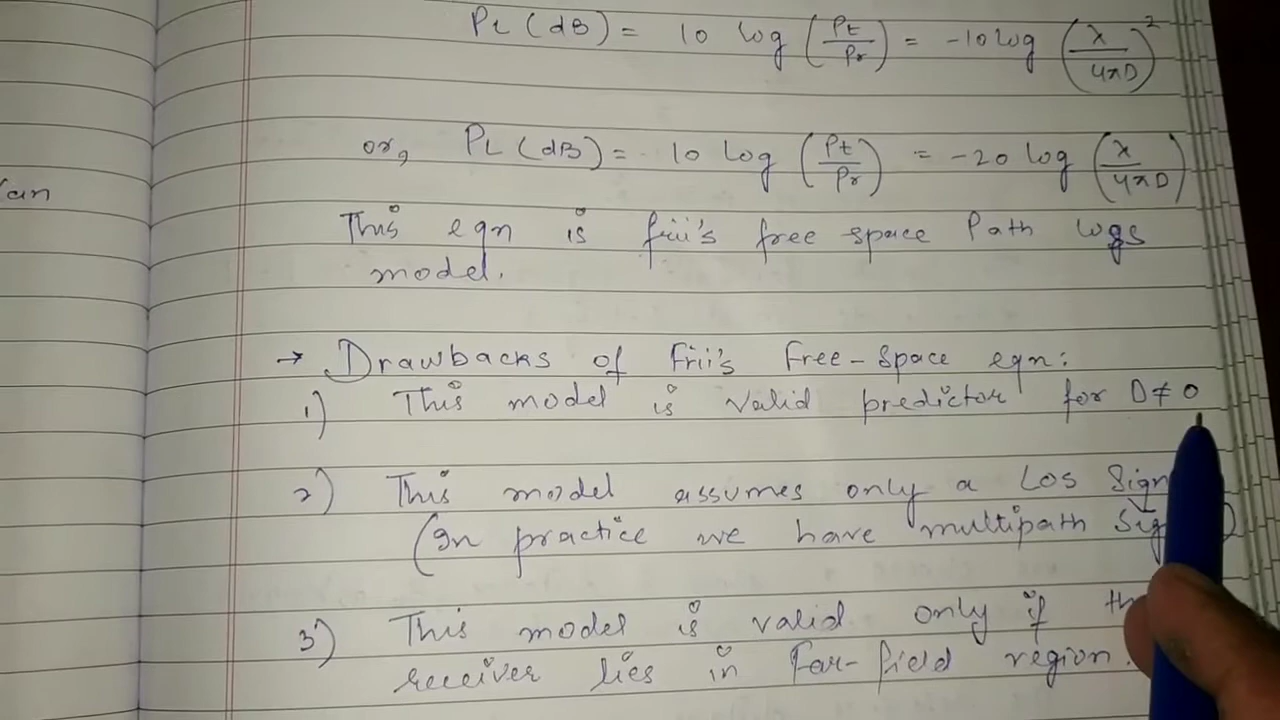 PL (dB) = 10 log (Pt/Pr) = -10 log (λ/4πD)²
or, PL (dB) = 10 log (Pt/Pr) = -20 log (λ/4πD)
This eqn is frii's free space Path loss
model.
→ Drawbacks of Frii's Free-Space eqn:
1) This model is valid predictor for D ≠ 0
2) This model assumes only a LOS
(In practice we have multipath
3) This model is valid only if
receiver lies in Far-field region.